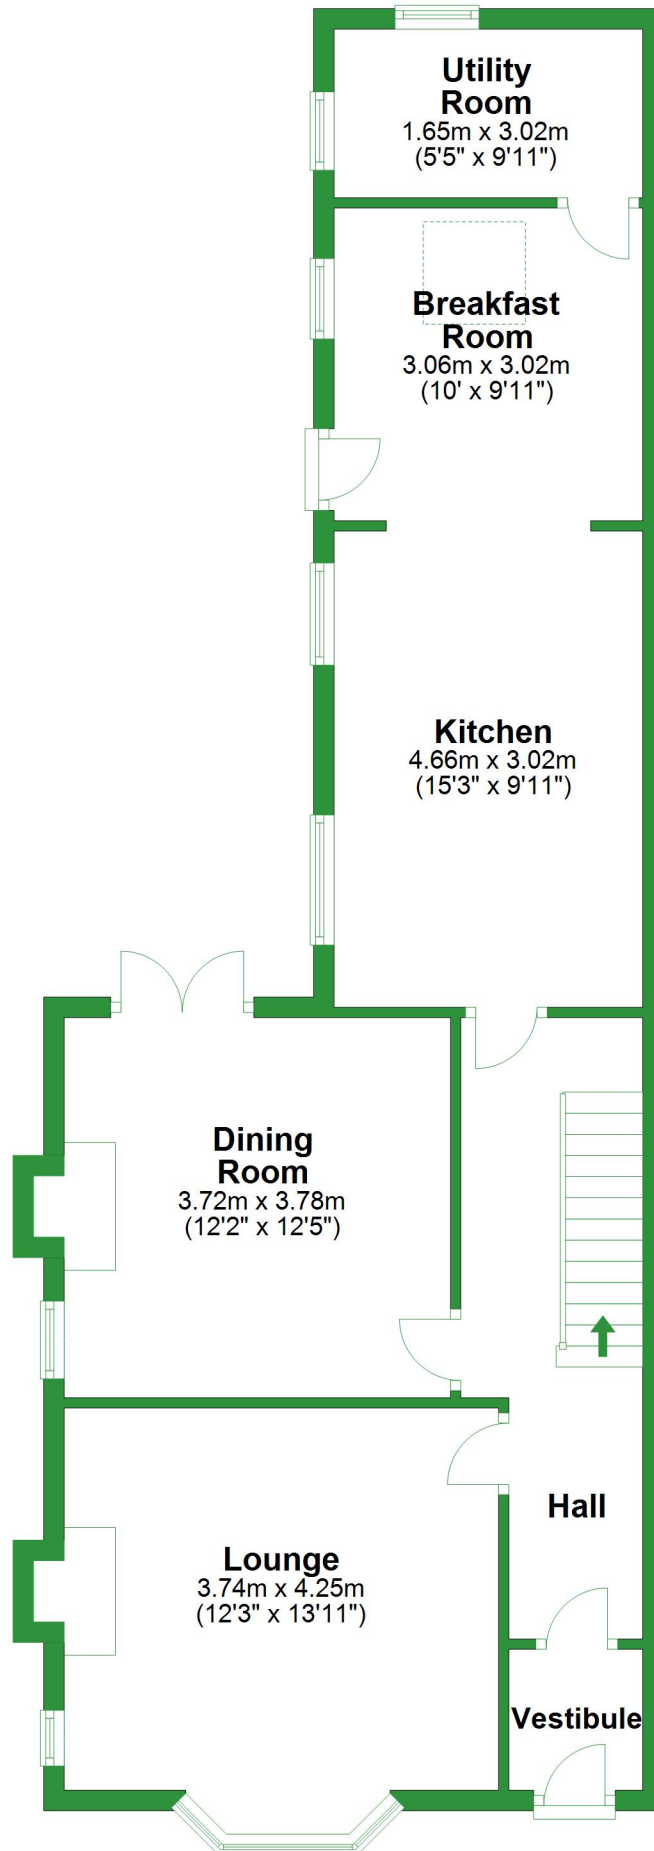 Utility
Room
1.65m x 3.02m
(5'5" x 9'11")
Breakfast
Room
3.06m x 3.02m
(10' x 9'11")
Kitchen
4.66m x 3.02m
(15'3" x 9'11")
Dining
Room
3.72m x 3.78m
(12'2" x 12'5")
Hall
Lounge
3.74m x 4.25m
(12'3" x 13'11")
Vestibule